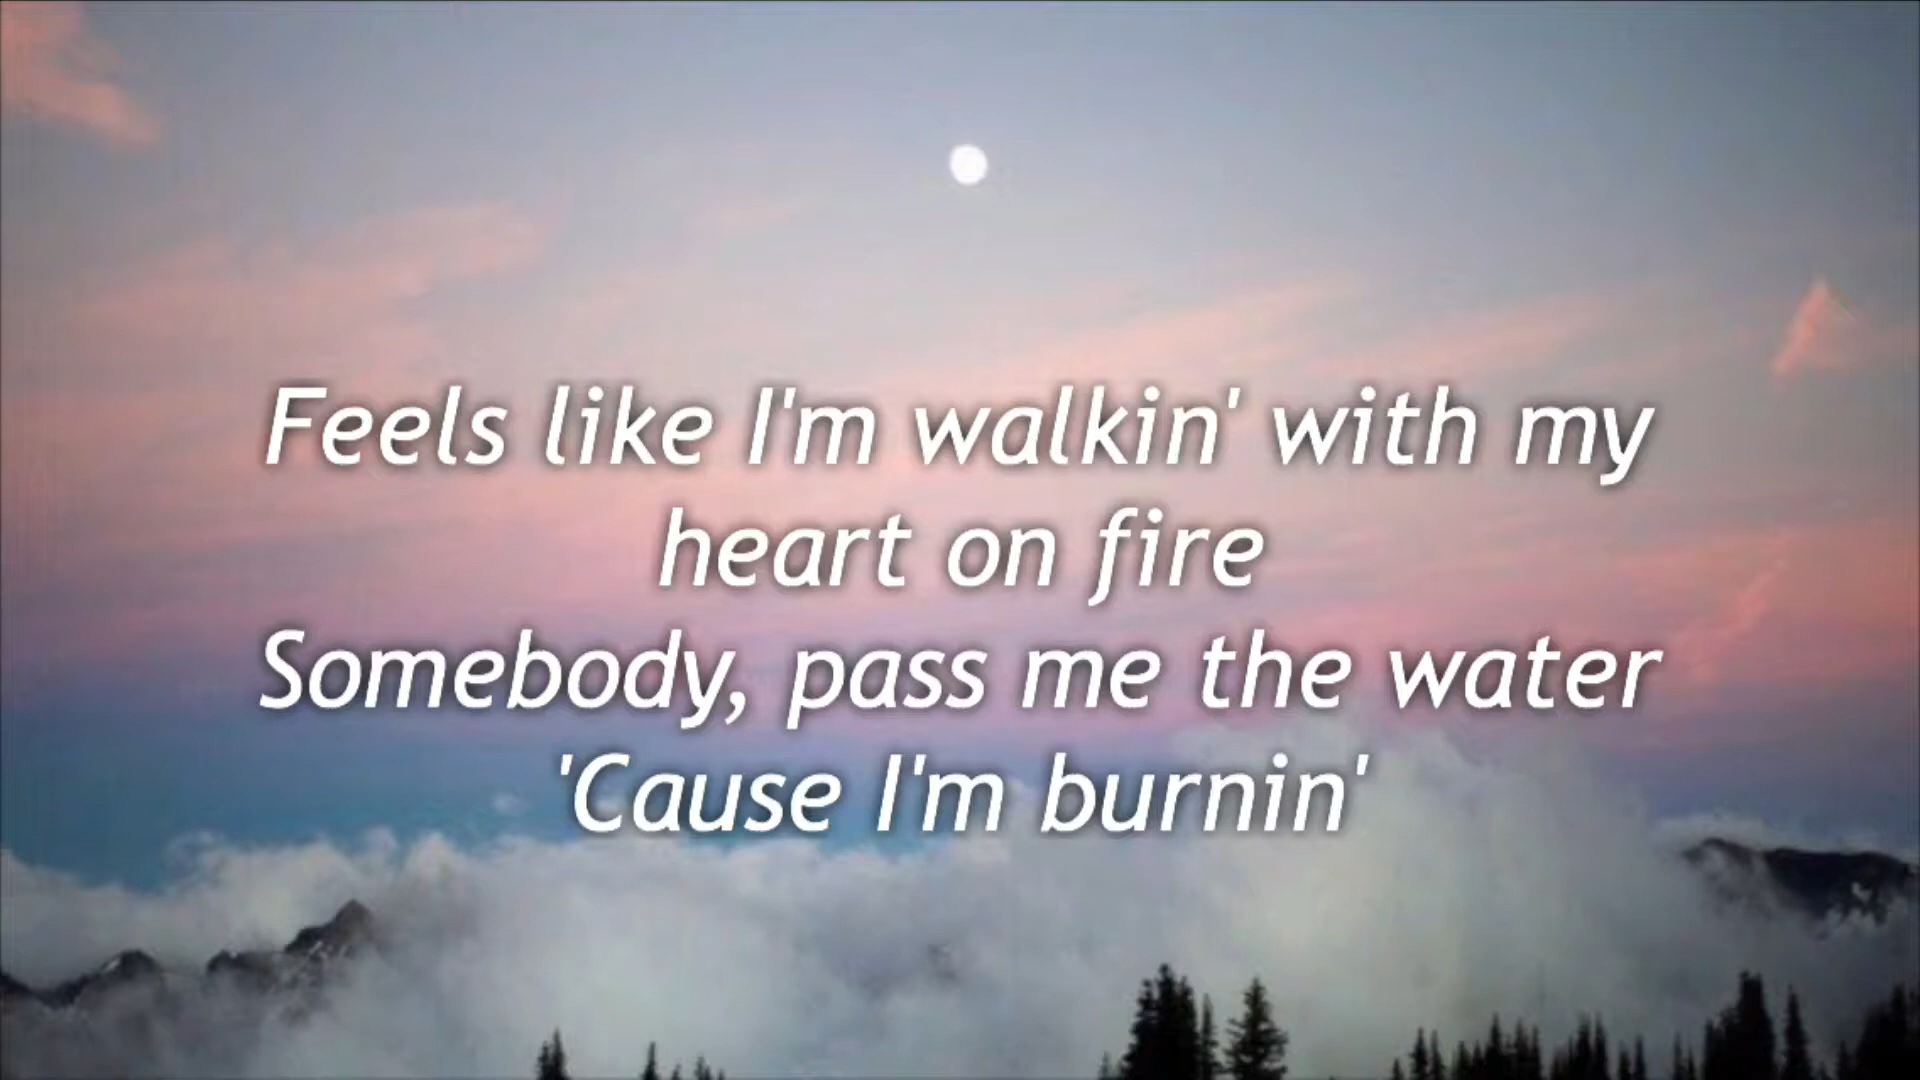 Feels like I'm walkin' with my
heart on fire
Somebody, pass me the water
'Cause I'm burnin'